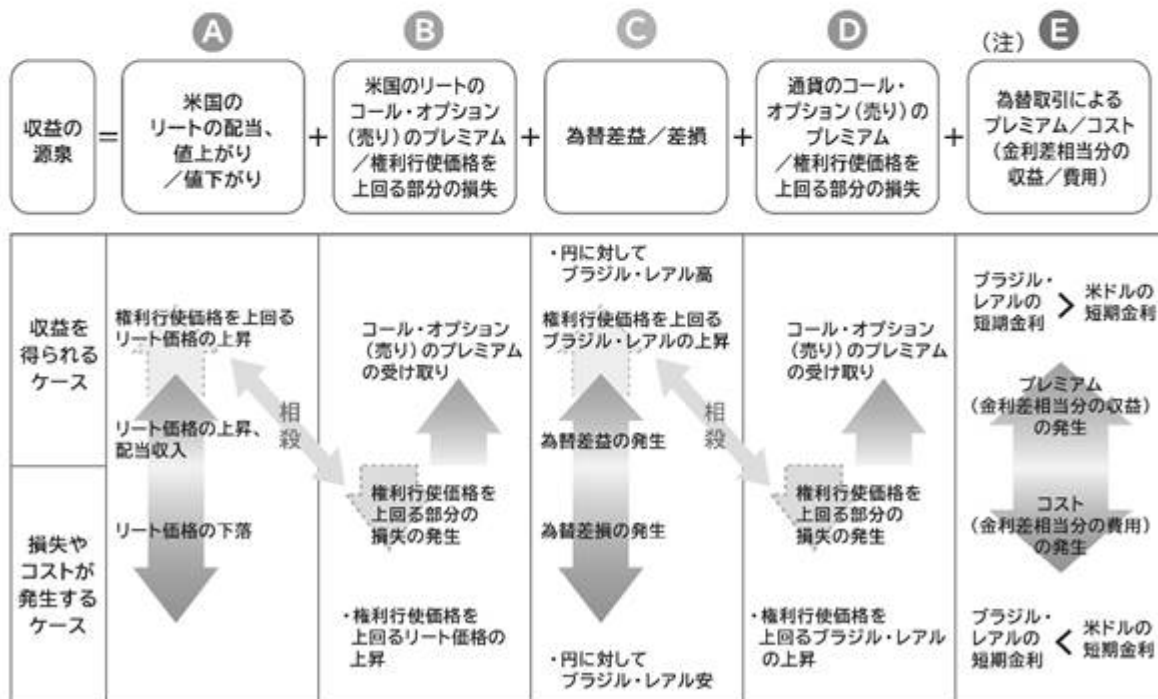 A
B
C
D
(注) E
収益の
源泉
=
米国の
リートの配当、
値上がり
／値下がり
+
米国のリートの
コール・オプション
(売り)のプレミアム
／権利行使価格を
上回る部分の損失
+
為替差益／差損
+
通貨のコール・
オプション(売り)の
プレミアム
／権利行使価格を
上回る部分の損失
+
為替取引による
プレミアム／コスト
(金利差相当分の
収益／費用)
収益を
得られる
ケース
権利行使価格を上回る
リート価格の上昇
リート価格の上昇、
配当収入
相殺
コール・オプション
(売り)のプレミアム
の受け取り
・円に対して
ブラジル・レアル高
権利行使価格を上回る
ブラジル・レアルの上昇
為替差益の発生
相殺
コール・オプション
(売り)のプレミアム
の受け取り
ブラジル・
レアルの
短期金利
>
米ドルの
短期金利
プレミアム
(金利差相当分の収益)
の発生
損失や
コストが
発生する
ケース
リート価格の下落
権利行使価格を
上回る部分の
損失の発生
・権利行使価格を
上回るリート価格の
上昇
為替差損の発生
・円に対して
ブラジル・レアル安
権利行使価格を
上回る部分の
損失の発生
・権利行使価格を
上回るブラジル・レアル
の上昇
コスト
(金利差相当分の費用)
の発生
ブラジル・
レアルの
短期金利
<
米ドルの
短期金利